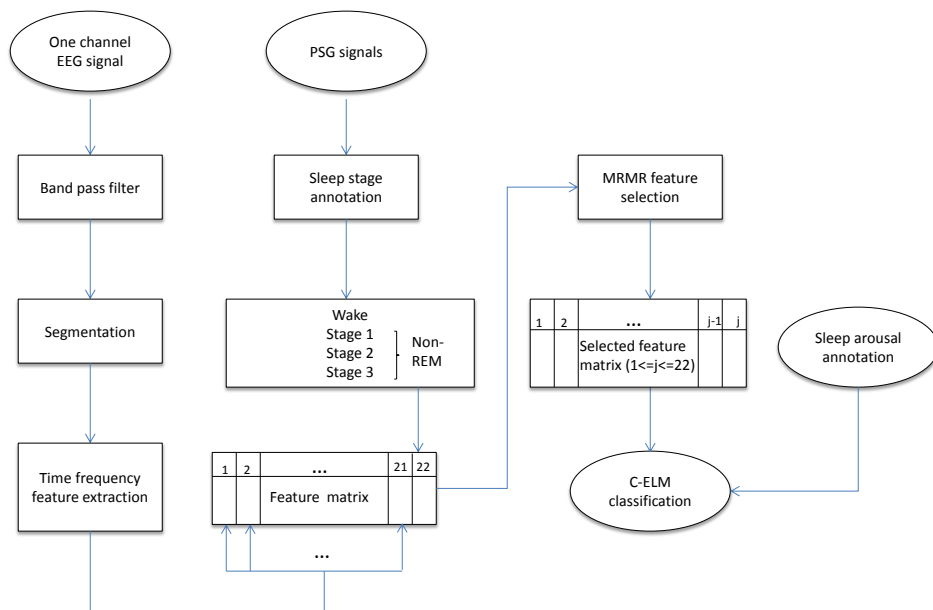 One channel
EEG signal
Band pass filter
Segmentation
Time frequency
feature extraction
PSG signals
Sleep stage
annotation
Wake
Stage 1
Stage 2
Stage 3
Non-
REM
1 2 ... 21 22
Feature matrix
...
MRMR feature
selection
1 2 ... j-1 j
Selected feature
matrix (1<=j<=22)
C-ELM
classification
Sleep arousal
annotation